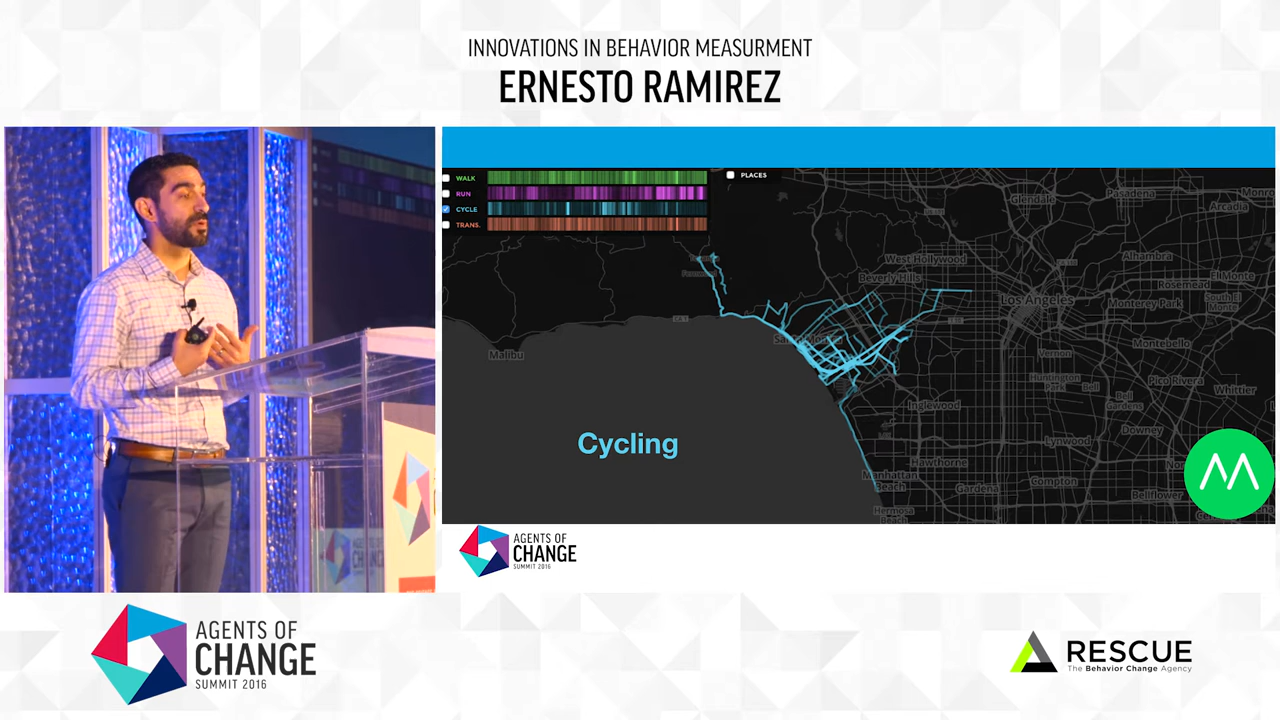 INNOVATIONS IN BEHAVIOR MEASURMENT
ERNESTO RAMIREZ
WALK
RUN
CYCLE
TRANS.
PLACES
Glendale
Pasadena
Arcadia
West Hollywood
Beverly Hills
Alhambra
El Monte
Rosemead
South El
Monte
Los Angeles
Monterey Park
Malibu
Vernon
Montebello
Huntington
Park
Bell
Pico Rivera
Whittier
Bell
Gardens
Inglewood
Downey
Lynwood
Hawthorne
Manhattan
Beach
Gardena
Compton
Bellflower
Hermosa
Beach
Cycling
AGENTS OF
CHANGE
SUMMIT 2016
AGENTS OF
CHANGE
SUMMIT 2016
RESCUE
The Behavior Change Agency